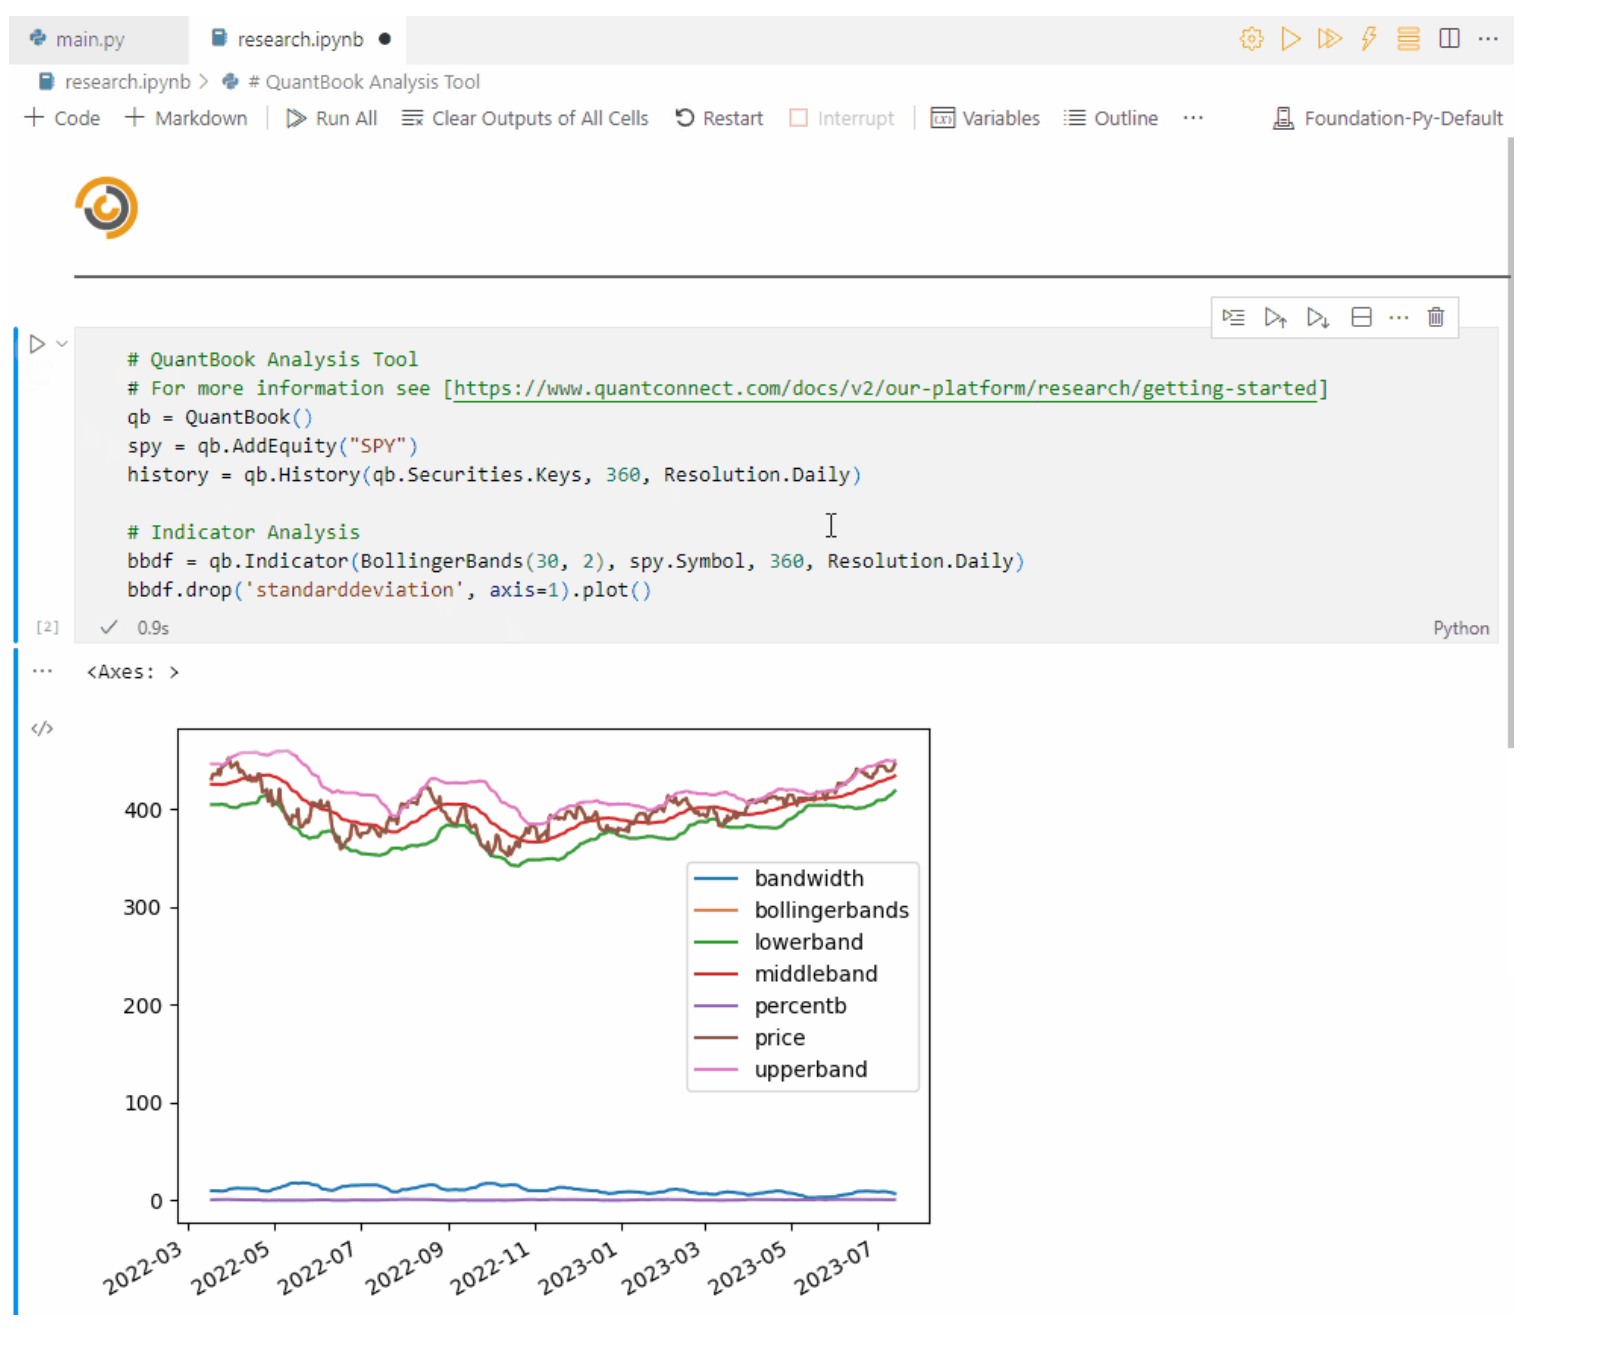 main.py research.ipynb
research.ipynb > # QuantBook Analysis Tool
Code Markdown Run All Clear Outputs of All Cells Restart Interrupt Variables Outline ... Foundation-Py-Default
# QuantBook Analysis Tool
# For more information see [https://www.quantconnect.com/docs/v2/our-platform/research/getting-started]
qb = QuantBook()
spy = qb.AddEquity("SPY")
history = qb.History(qb.Securities.Keys, 360, Resolution.Daily)
# Indicator Analysis
bbdf = qb.Indicator(BollingerBands(30, 2), spy.Symbol, 360, Resolution.Daily)
bbdf.drop('standarddeviation', axis=1).plot()
[2] 0.9s Python
<Axes: >
400
300
200
100
0
bandwidth
bollingerbands
lowerband
middleband
percentb
price
upperband
2022-03
2022-05
2022-07
2022-09
2022-11
2023-01
2023-03
2023-05
2023-07